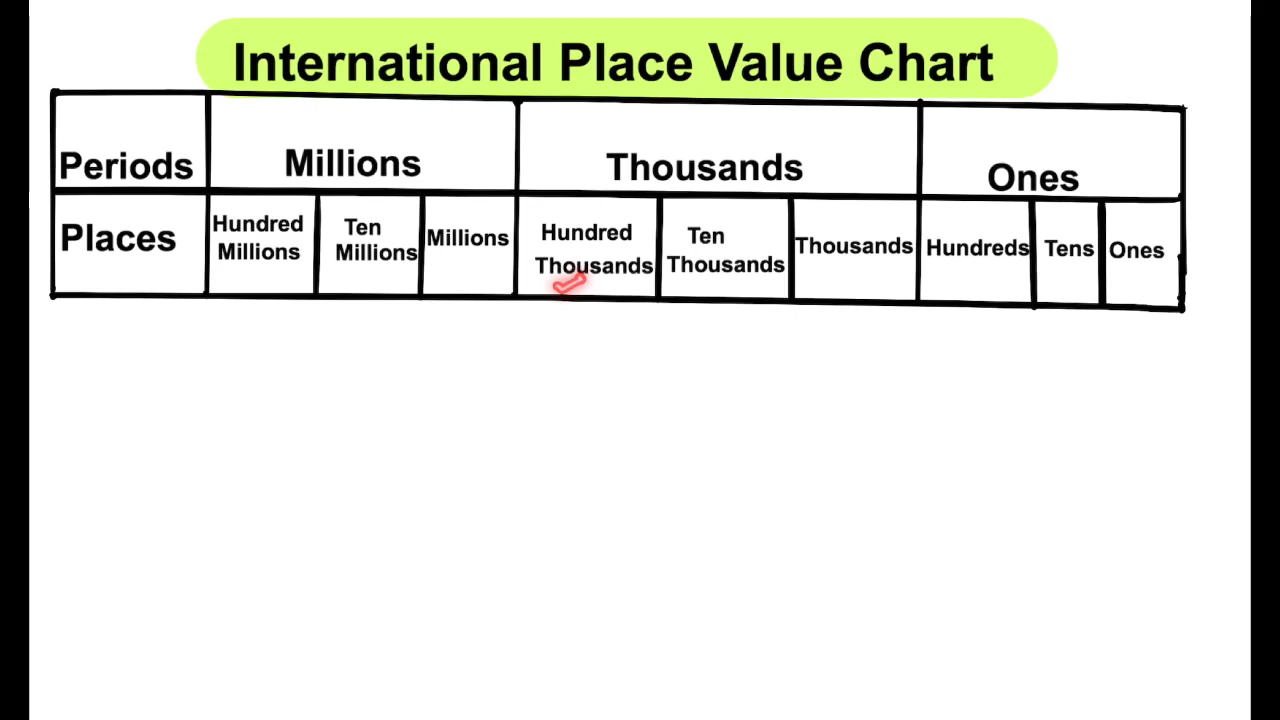 International Place Value Chart
Periods Millions Thousands Ones
Places
Hundred
Millions
Ten
Millions
Millions
Hundred
Thousands
Ten
Thousands
Thousands
Hundreds
Tens
Ones